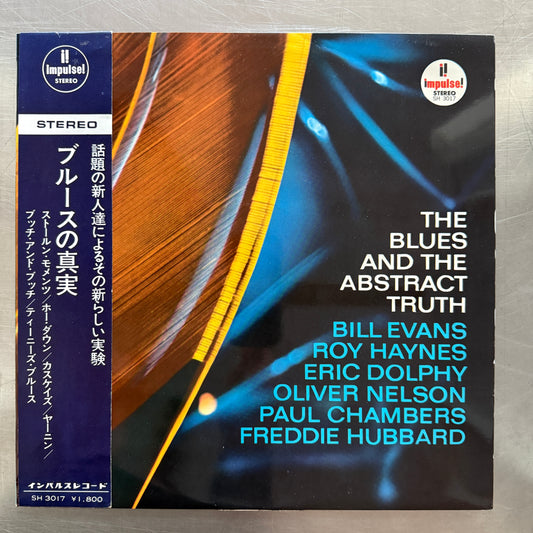 i!
impulse!
STEREO
STEREO
話題の新人達によるその新らしい実験
ブルースの真実
ストールン・モメンツ/ホー・ダウン/カスケイズ/ヤーニン/
ブッチ・アンド・ブッチ/ティーニーズ・ブルース
インパルスレコード
SH 3017 ¥1,800
i!
impulse!
STEREO
SH 3017
THE
BLUES
AND THE
ABSTRACT
TRUTH
BILL EVANS
ROY HAYNES
ERIC DOLPHY
OLIVER NELSON
PAUL CHAMBERS
FREDDIE HUBBARD